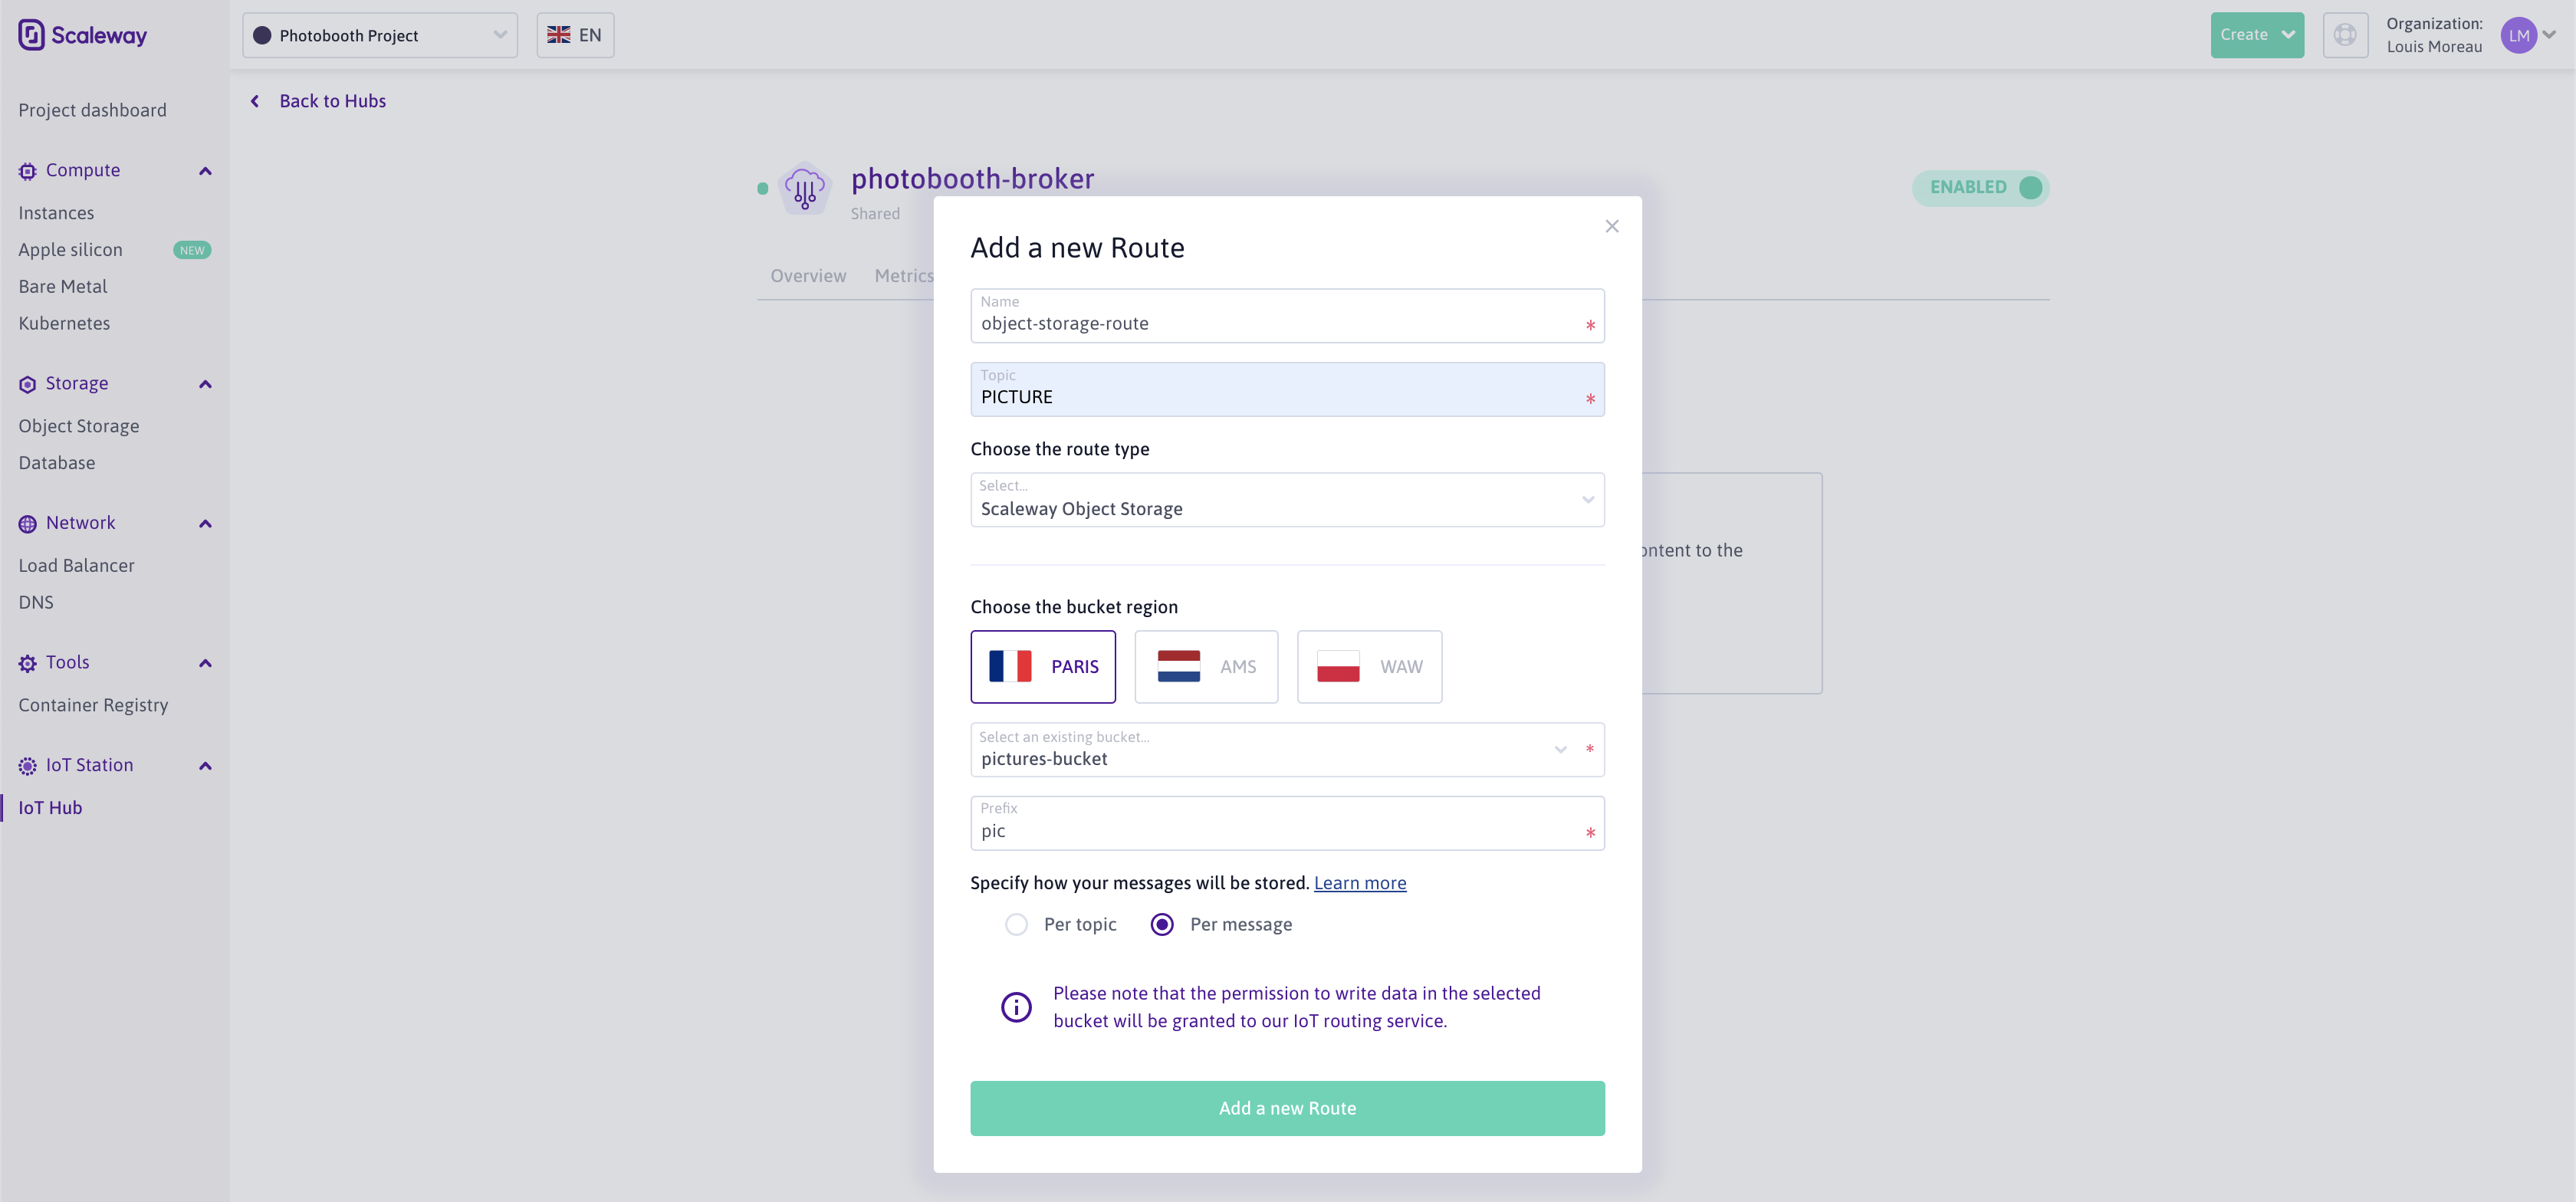 Scaleway
Photobooth Project
EN
Create
Organization:
Louis Moreau
LM
Project dashboard
Compute
Instances
Apple silicon NEW
Bare Metal
Kubernetes
Storage
Object Storage
Database
Network
Load Balancer
DNS
Tools
Container Registry
IoT Station
IoT Hub
Back to Hubs
photobooth-broker
Shared
ENABLED
Overview Metrics
to the
Add a new Route
Name
object-storage-route *
Topic
PICTURE *
Choose the route type
Select...
Scaleway Object Storage
Choose the bucket region
PARIS AMS WAW
Select an existing bucket...
pictures-bucket *
Prefix
pic *
Specify how your messages will be stored. Learn more
Per topic Per message
Please note that the permission to write data in the selected
bucket will be granted to our IoT routing service.
Add a new Route